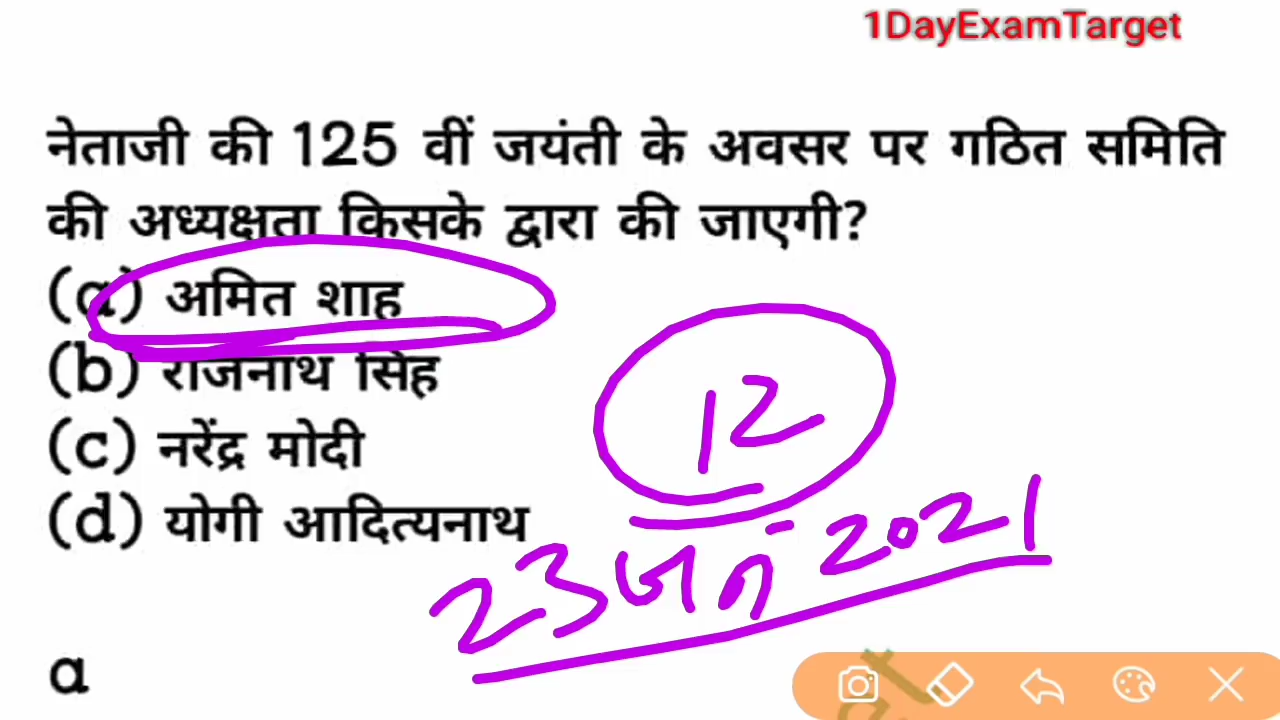 1DayExamTarget
नेताजी की 125 वीं जयंती के अवसर पर गठित समिति
की अध्यक्षता किसके द्वारा की जाएगी?
(a) अमित शाह
(b) राजनाथ सिंह
(c) नरेंद्र मोदी
(d) योगी आदित्यनाथ
12
23 जन 2021
a